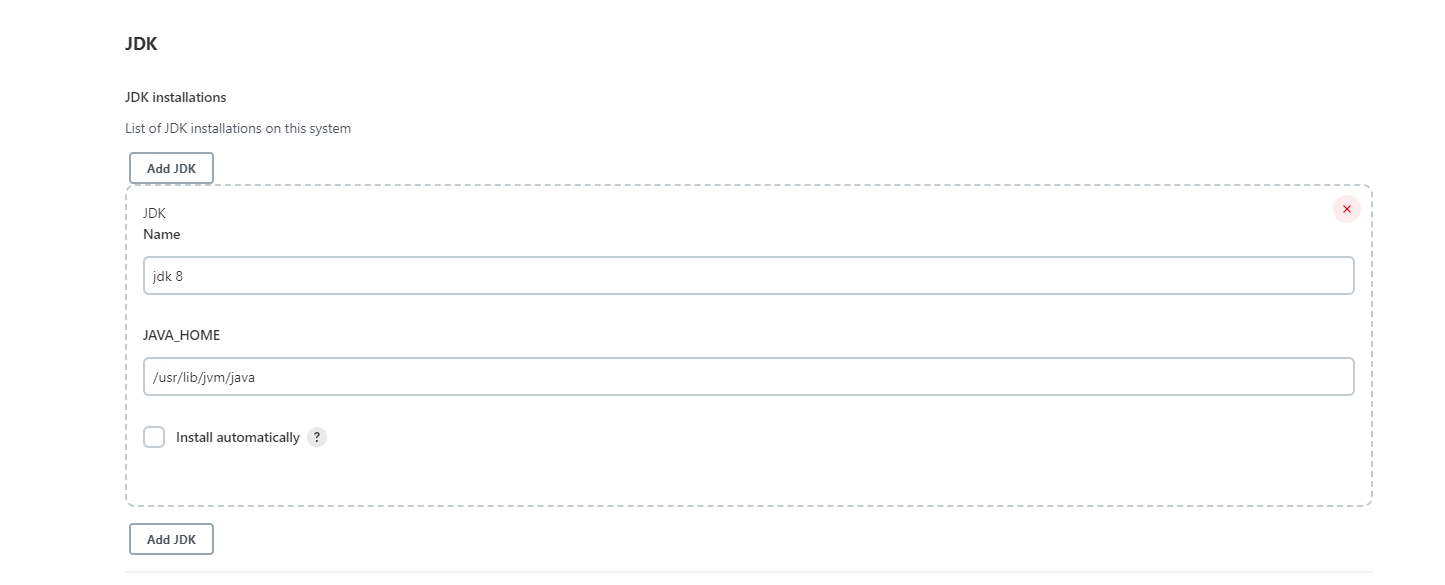 JDK
JDK installations
List of JDK installations on this system
Add JDK
JDK
Name
jdk 8
JAVA_HOME
/usr/lib/jvm/java
Install automatically ?
Add JDK